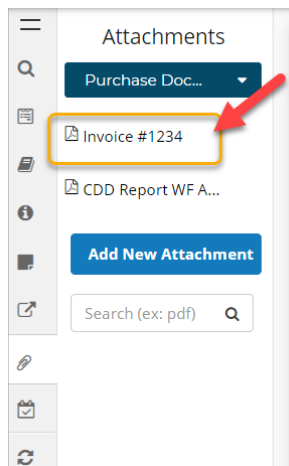 Attachments
Purchase Doc...
Invoice #1234
CDD Report WF A...
Add New Attachment
Search (ex: pdf)